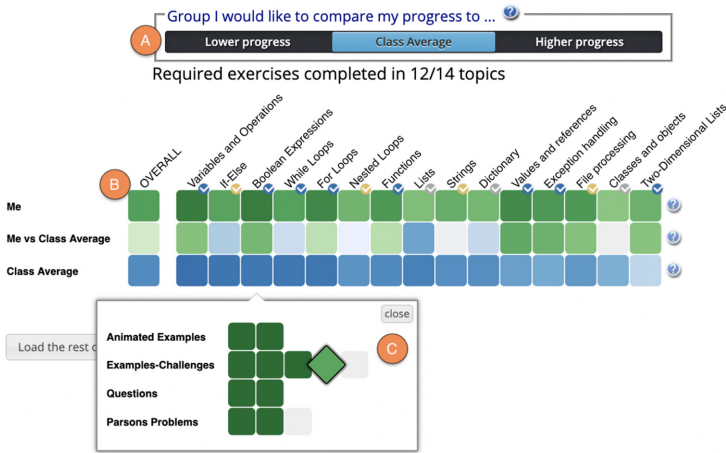 Group I would like to compare my progress to ... ?
A
Lower progress Class Average Higher progress
Required exercises completed in 12/14 topics
B
OVERALL Variables and Operations If-Else Boolean Expressions While Loops For Loops Nested Loops Functions Lists Strings Dictionary Values and references Exception handling File processing Classes and objects Two-Dimensional Lists
Me ?
Me vs Class Average ?
Class Average ?
close
Animated Examples
C
Load the rest
Examples-Challenges
Questions
Parsons Problems